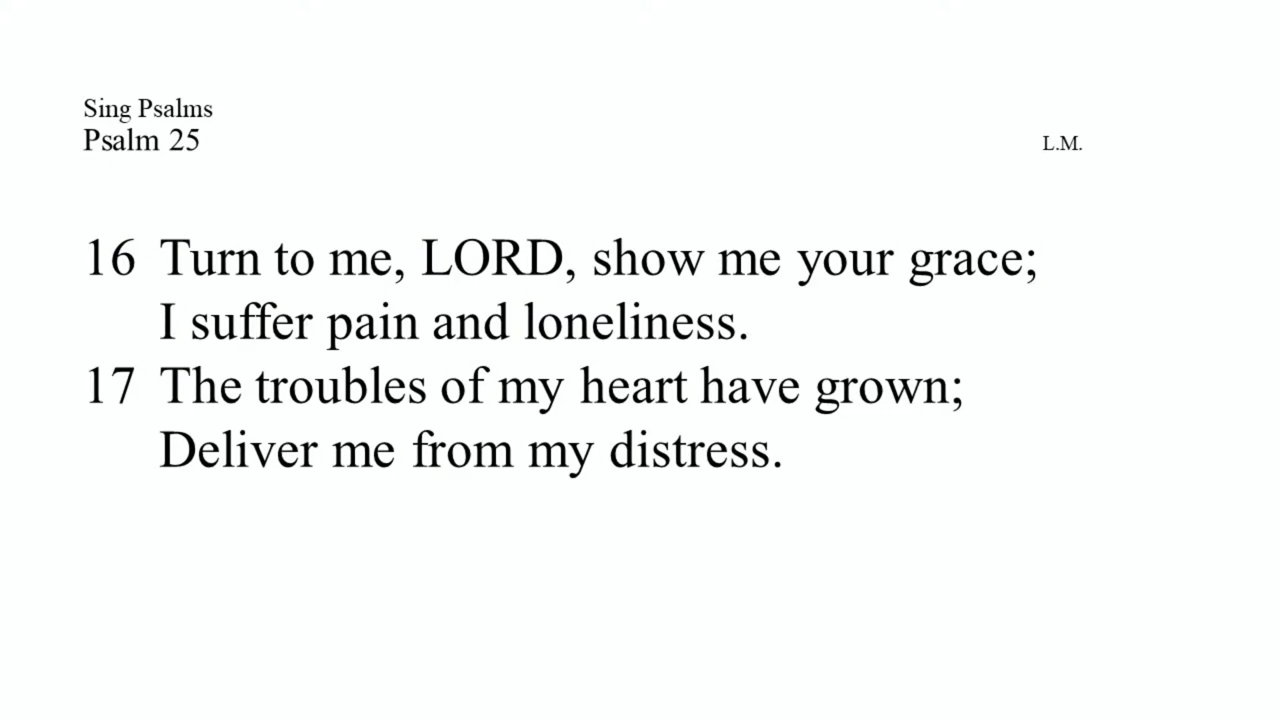 Sing Psalms
Psalm 25 L.M.
16 Turn to me, LORD, show me your grace;
I suffer pain and loneliness.
17 The troubles of my heart have grown;
Deliver me from my distress.